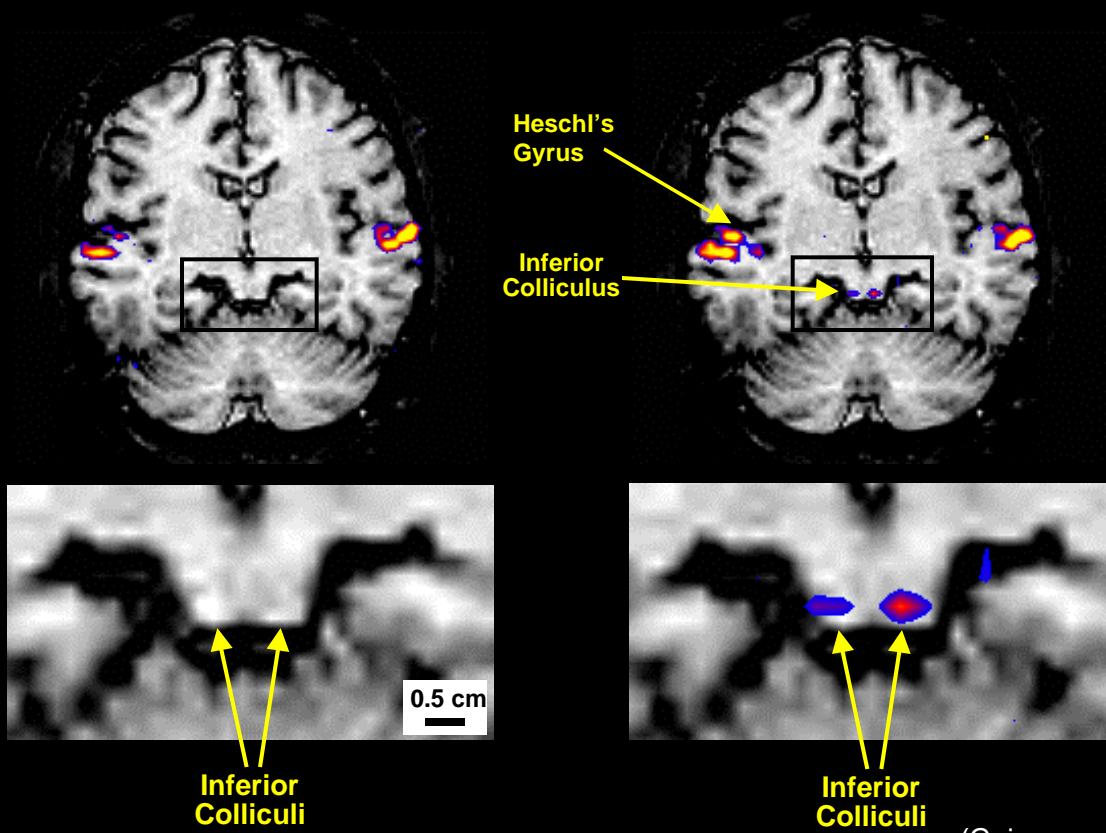 Heschl's
Gyrus
Inferior
Colliculus
0.5 cm
Inferior
Colliculi
Inferior
Colliculi